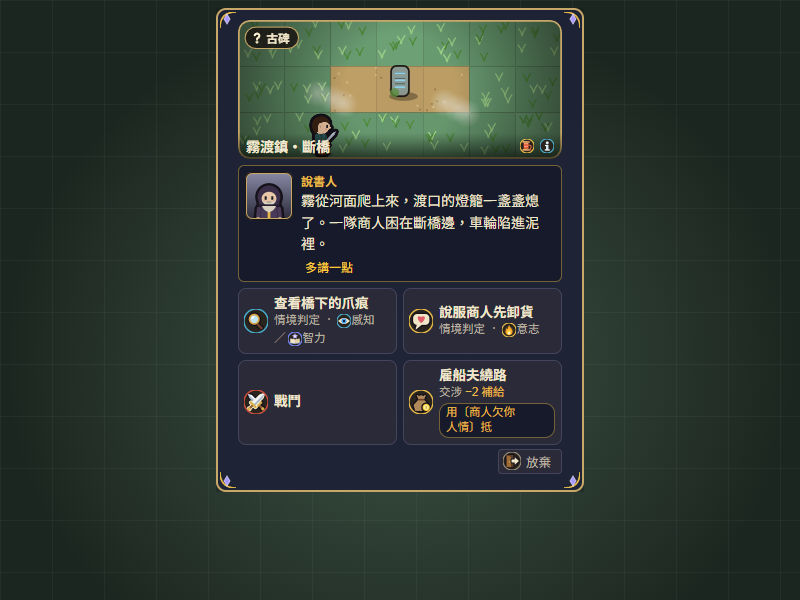 ? 古碑
霧渡鎮・斷橋
說書人
霧從河面爬上來，渡口的燈籠一盞盞熄
了。一隊商人困在斷橋邊，車輪陷進泥
裡。
多講一點
查看橋下的爪痕
情境判定 · 感知
／智力
說服商人先卸貨
情境判定 · 意志
戰鬥
雇船夫繞路
交涉 −2 補給
用〔商人欠你
人情〕抵
放棄